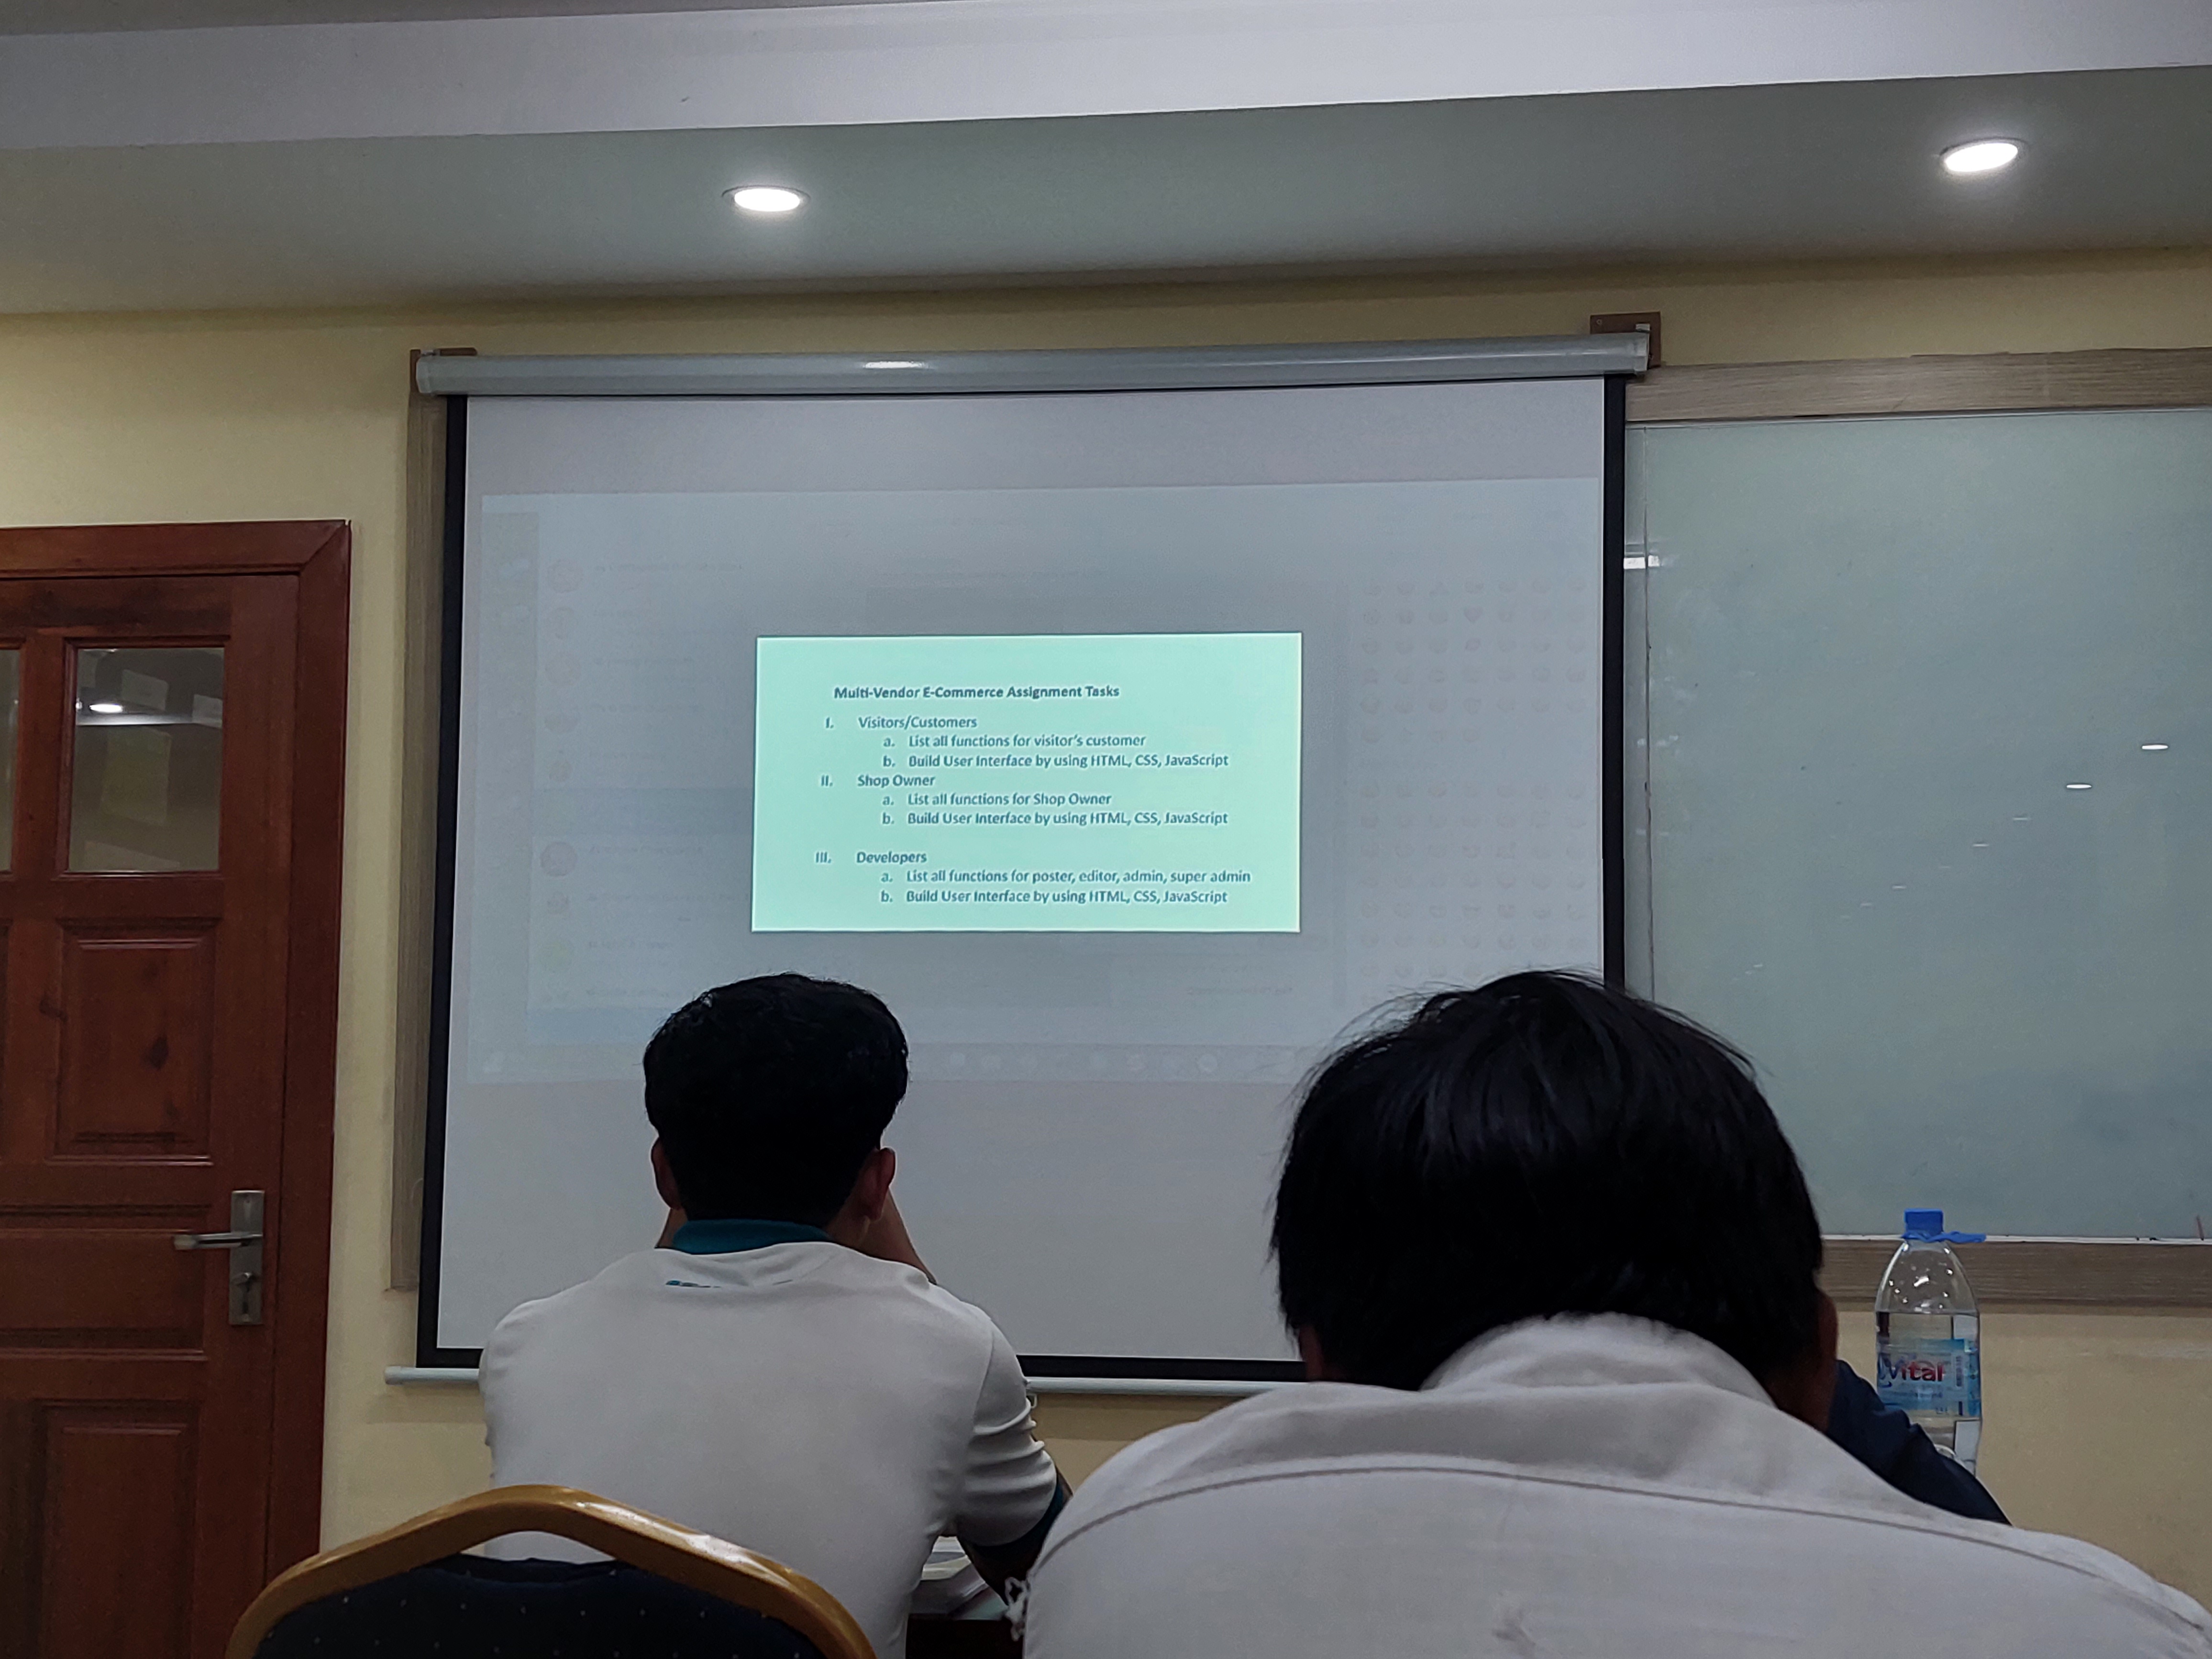 Multi-Vendor E-Commerce Assignment Tasks
I. Visitors/Customers
a. List all functions for visitor's customer
b. Build User Interface by using HTML, CSS, JavaScript
II. Shop Owner
a. List all functions for Shop Owner
b. Build User Interface by using HTML, CSS, JavaScript
III. Developers
a. List all functions for poster, editor, admin, super admin
b. Build User Interface by using HTML, CSS, JavaScript
Vital